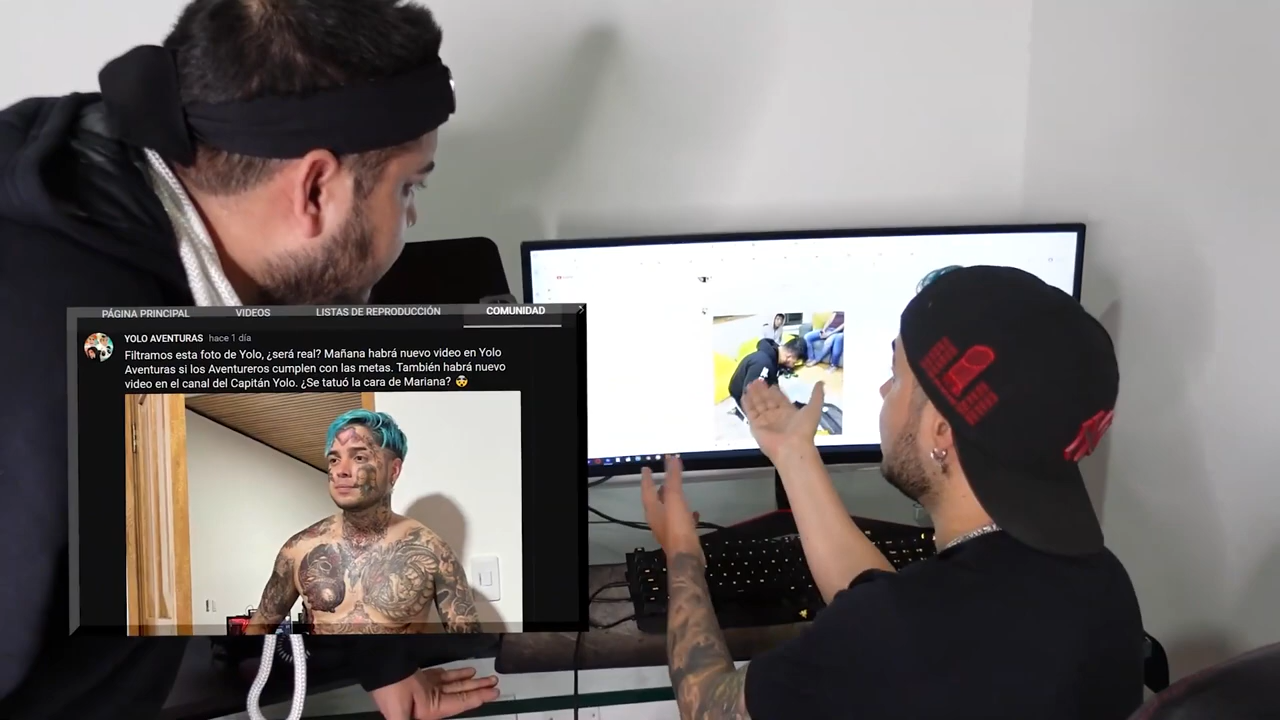 PÁGINA PRINCIPAL VIDEOS LISTAS DE REPRODUCCIÓN COMUNIDAD
YOLO AVENTURAS hace 1 día
Filtramos esta foto de Yolo, ¿será real? Mañana habrá nuevo video en Yolo
Aventuras si los Aventureros cumplen con las metas. También habrá nuevo
video en el canal del Capitán Yolo. ¿Se tatuó la cara de Mariana? 🤯